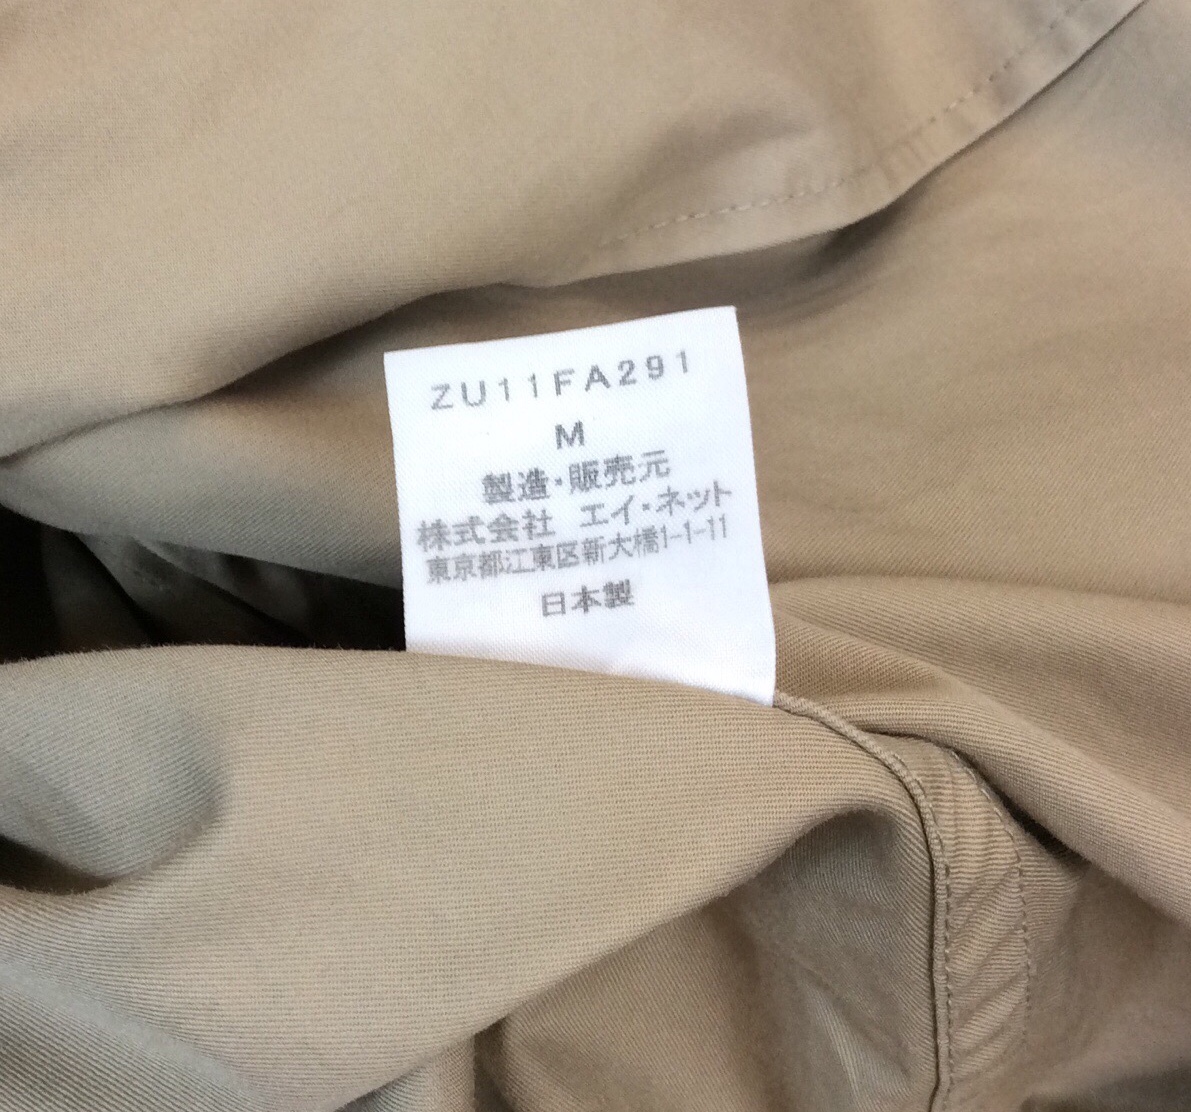 ZU11FA291
M
製造・販売元
株式会社 エイ・ネット
東京都江東区新大橋1-1-11
日本製